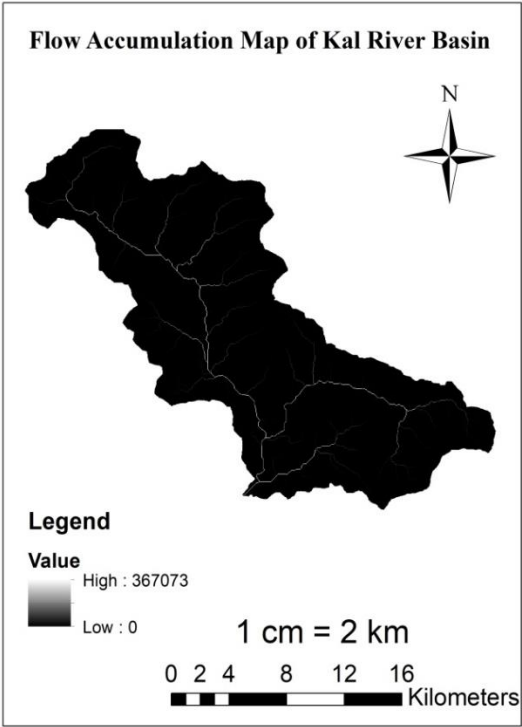 Flow Accumulation Map of Kal River Basin
N
Legend
Value
High : 367073
Low : 0
1 cm = 2 km
0 2 4 8 12 16
Kilometers